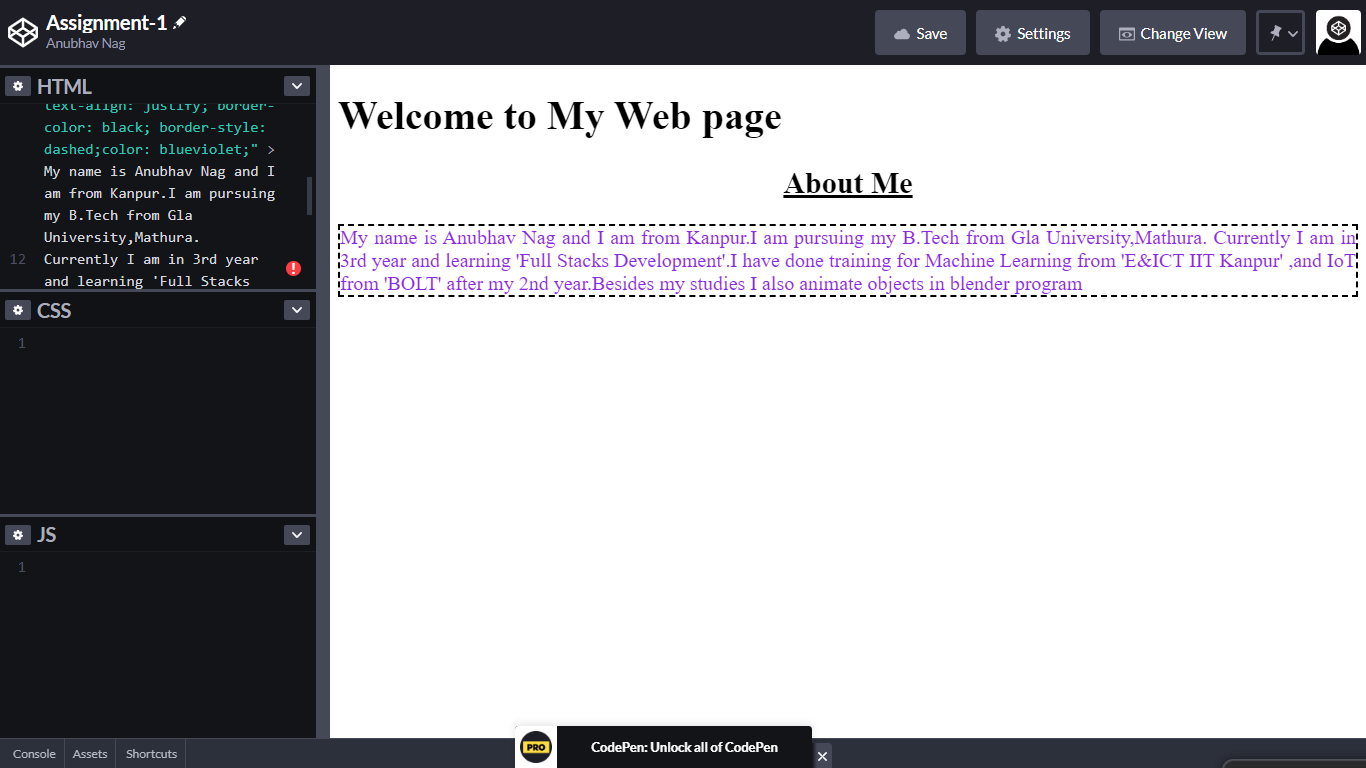 Assignment-1
Anubhav Nag
Save
Settings
Change View
HTML
text-align: justify; border-
color: black; border-style:
dashed;color: blueviolet;" >
My name is Anubhav Nag and I
am from Kanpur.I am pursuing
my B.Tech from Gla
University,Mathura.
12 Currently I am in 3rd year
and learning 'Full Stacks
CSS
1
JS
1
Welcome to My Web page
About Me
My name is Anubhav Nag and I am from Kanpur.I am pursuing my B.Tech from Gla University,Mathura. Currently I am in
3rd year and learning 'Full Stacks Development'.I have done training for Machine Learning from 'E&ICT IIT Kanpur' ,and IoT
from 'BOLT' after my 2nd year.Besides my studies I also animate objects in blender program
Console
Assets
Shortcuts
PRO
CodePen: Unlock all of CodePen